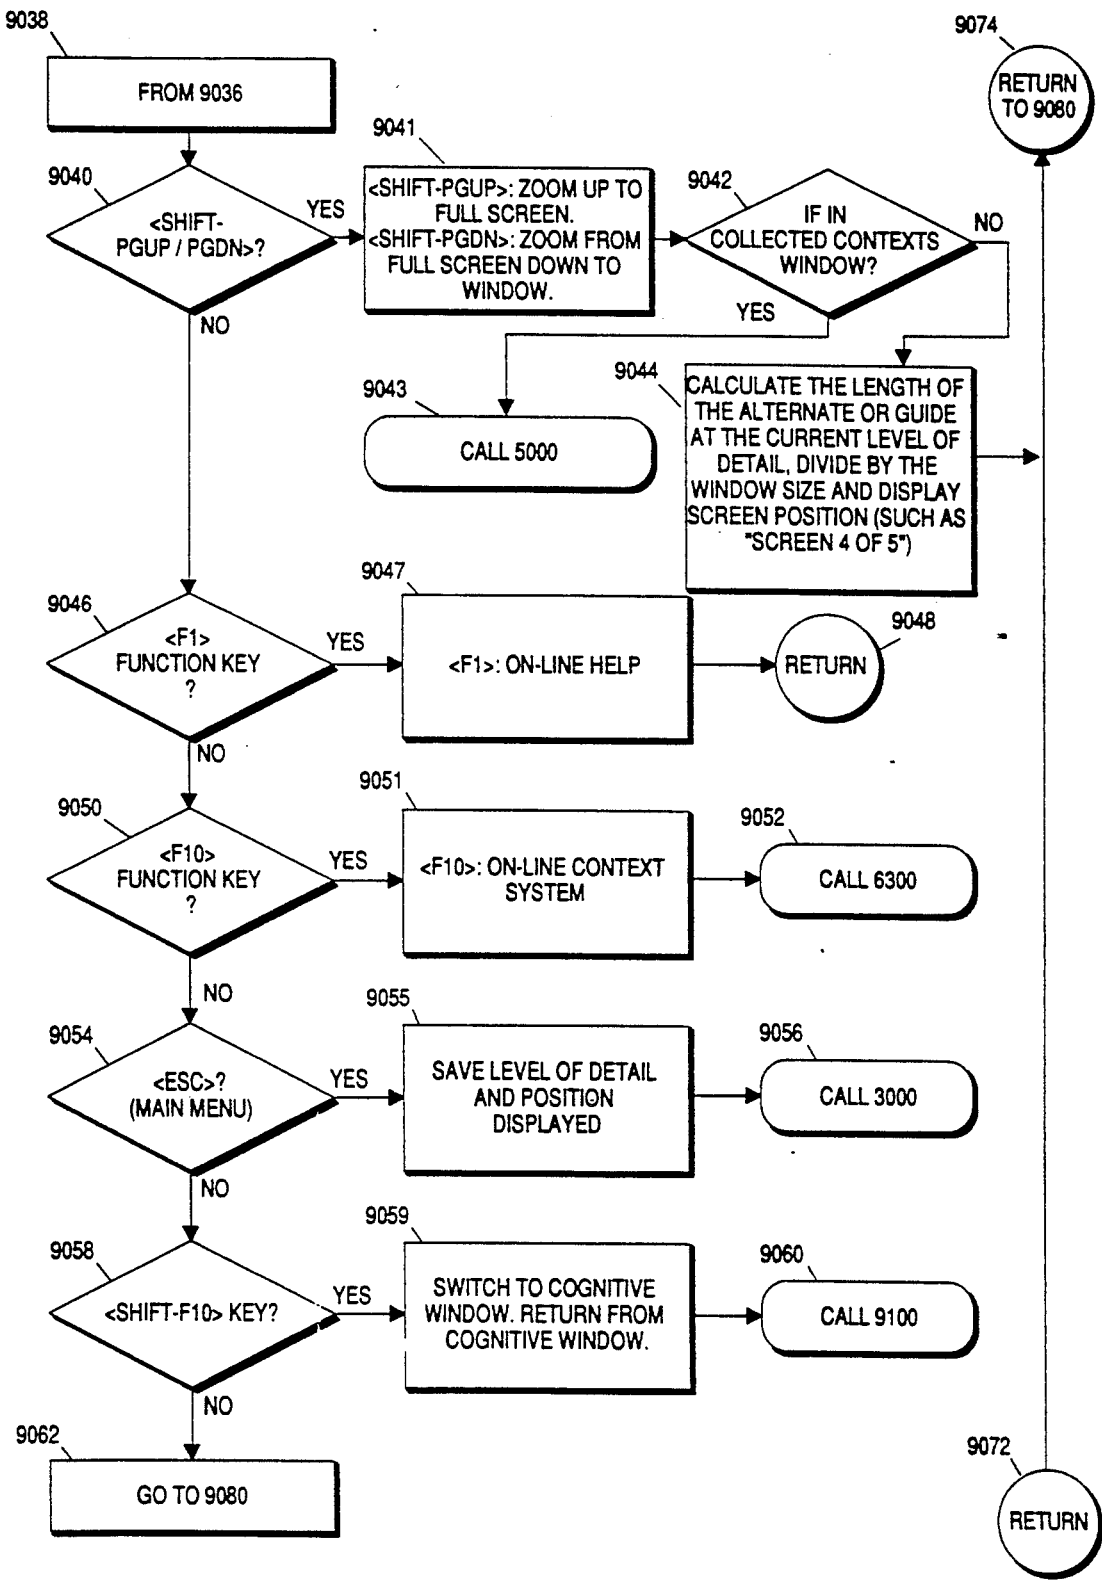 9038
FROM 9036
9074
RETURN
TO 9080
9040
<SHIFT-
PGUP / PGDN>?
YES
NO
9041
<SHIFT-PGUP>: ZOOM UP TO
FULL SCREEN.
<SHIFT-PGDN>: ZOOM FROM
FULL SCREEN DOWN TO
WINDOW.
9042
IF IN
COLLECTED CONTEXTS
WINDOW?
NO
YES
9043
CALL 5000
9044
CALCULATE THE LENGTH OF
THE ALTERNATE OR GUIDE
AT THE CURRENT LEVEL OF
DETAIL, DIVIDE BY THE
WINDOW SIZE AND DISPLAY
SCREEN POSITION (SUCH AS
"SCREEN 4 OF 5")
9046
<F1>
FUNCTION KEY
?
YES
NO
9047
<F1>: ON-LINE HELP
9048
RETURN
9050
<F10>
FUNCTION KEY
?
YES
NO
9051
<F10>: ON-LINE CONTEXT
SYSTEM
9052
CALL 6300
9054
<ESC>?
(MAIN MENU)
YES
NO
9055
SAVE LEVEL OF DETAIL
AND POSITION
DISPLAYED
9056
CALL 3000
9058
<SHIFT-F10> KEY?
YES
NO
9059
SWITCH TO COGNITIVE
WINDOW. RETURN FROM
COGNITIVE WINDOW.
9060
CALL 9100
9062
GO TO 9080
9072
RETURN